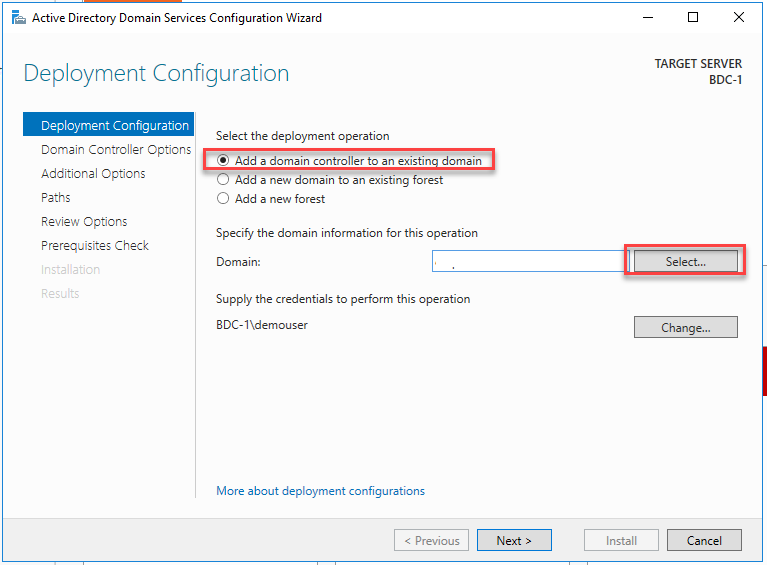 Active Directory Domain Services Configuration Wizard
Deployment Configuration
TARGET SERVER
BDC-1
Deployment Configuration
Domain Controller Options
Additional Options
Paths
Review Options
Prerequisites Check
Installation
Results
Select the deployment operation
Add a domain controller to an existing domain
Add a new domain to an existing forest
Add a new forest
Specify the domain information for this operation
Domain:
Select...
Supply the credentials to perform this operation
BDC-1\demouser
Change...
More about deployment configurations
< Previous
Next >
Install
Cancel